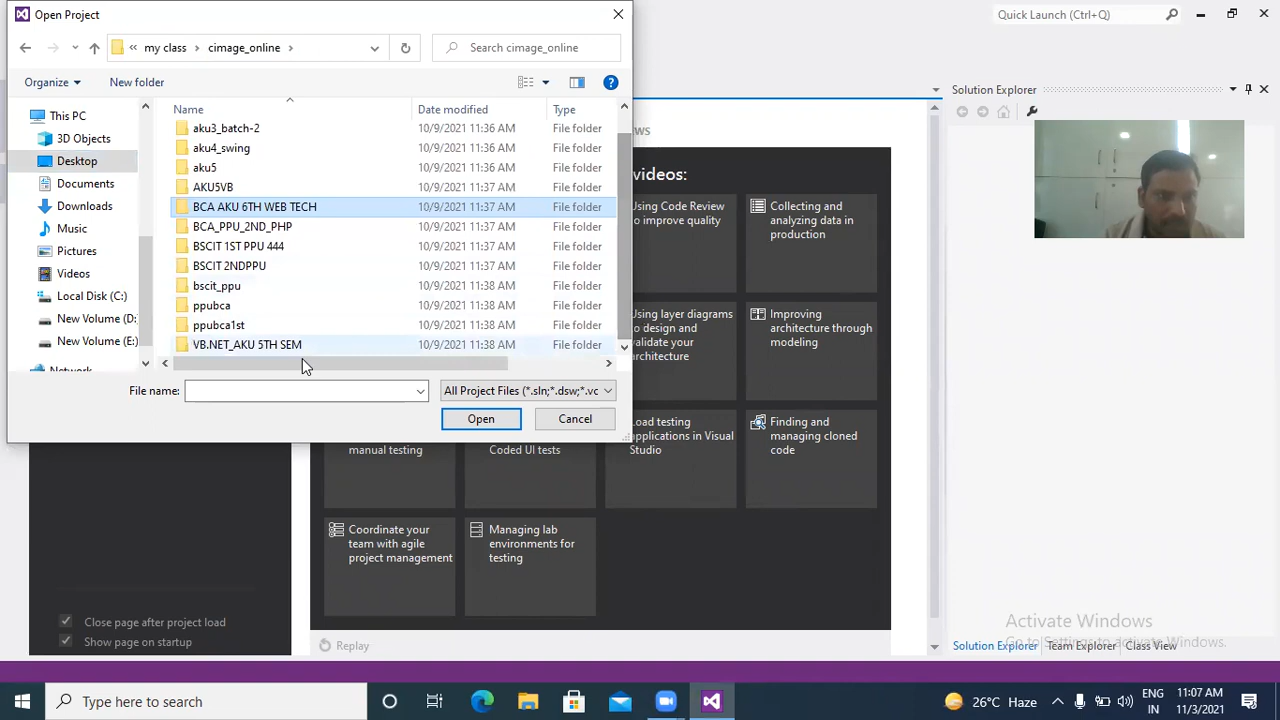 Open Project
Quick Launch (Ctrl+Q)
my class
cimage_online
Search cimage_online
Organize
New folder
Solution Explorer
Name
Date modified
Type
This PC
3D Objects
Desktop
Documents
Downloads
Music
Pictures
Videos
Local Disk (C:)
New Volume (D:
New Volume (E:)
aku3_batch-2 10/9/2021 11:36 AM File folder
aku4_swing 10/9/2021 11:36 AM File folder
aku5 10/9/2021 11:36 AM File folder
AKU5VB 10/9/2021 11:37 AM File folder
BCA AKU 6TH WEB TECH 10/9/2021 11:37 AM File folder
BCA_PPU_2ND_PHP 10/9/2021 11:37 AM File folder
BSCIT 1ST PPU 444 10/9/2021 11:37 AM File folder
BSCIT 2NDPPU 10/9/2021 11:37 AM File folder
bscit_ppu 10/9/2021 11:38 AM File folder
ppubca 10/9/2021 11:38 AM File folder
ppubca1st 10/9/2021 11:38 AM File folder
VB.NET_AKU 5TH SEM 10/9/2021 11:38 AM File folder
File name:
All Project Files (*.sln;*.dsw;*.vc
Open
Cancel
videos:
Using Code Review
to improve quality
Collecting and
analyzing data in
production
Using layer diagrams
to design and
validate your
architecture
Improving
architecture through
modeling
manual testing
Coded UI tests
Load testing
applications in Visual
Studio
Finding and
managing cloned
code
Coordinate your
team with agile
project management
Managing lab
environments for
testing
Close page after project load
Show page on startup
Replay
Activate Windows
Go to Settings to activate Windows.
Solution Explorer
Team Explorer
Class View
Type here to search
26°C Haze
ENG
IN
11:07 AM
11/3/2021